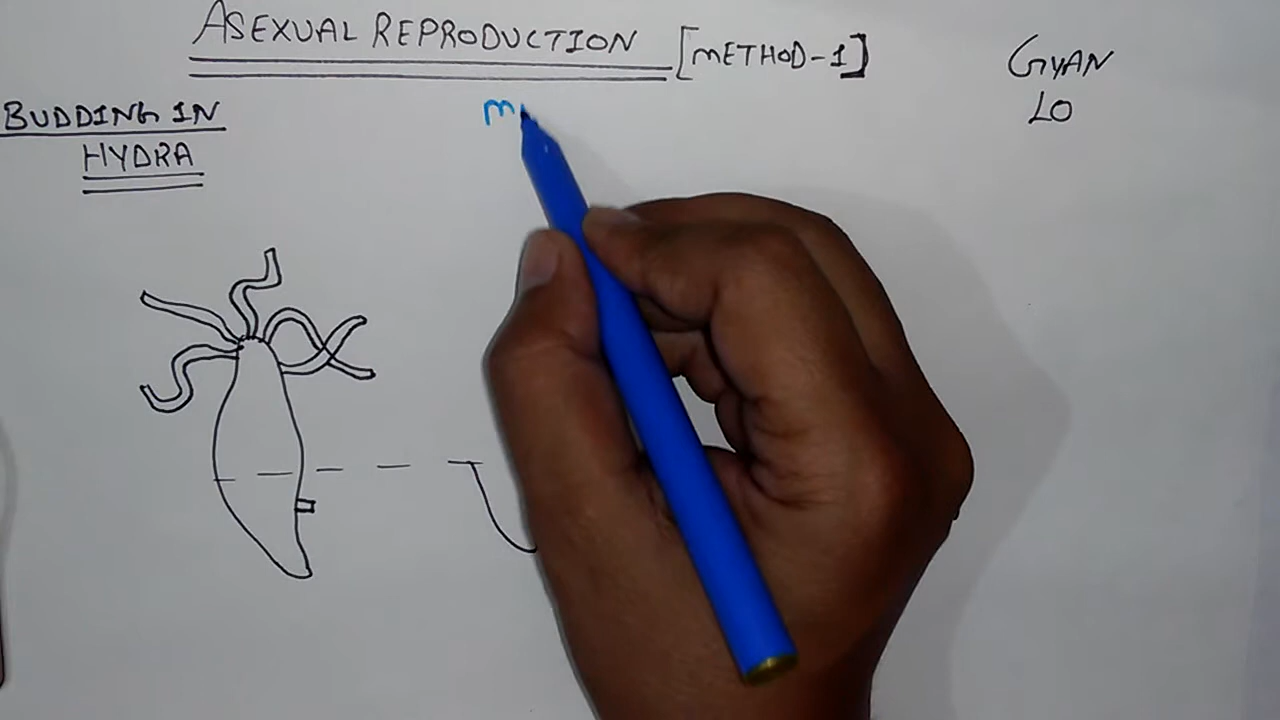 ASEXUAL REPRODUCTION [METHOD-1]
GYAN
LO
BUDDING IN
HYDRA
m